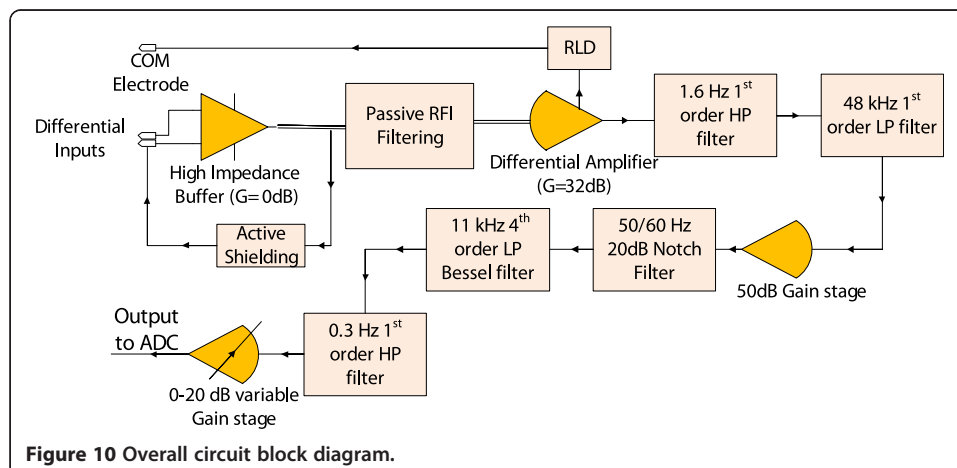 RLD
COM
Electrode
Differential
Inputs
High Impedance
Buffer (G= 0dB)
Passive RFI
Filtering
Differential Amplifier
(G=32dB)
1.6 Hz 1st
order HP
filter
48 kHz 1st
order LP filter
Active
Shielding
11 kHz 4th
order LP
Bessel filter
50/60 Hz
20dB Notch
Filter
50dB Gain stage
Output
to ADC
0-20 dB variable
Gain stage
0.3 Hz 1st
order HP
filter
Figure 10 Overall circuit block diagram.